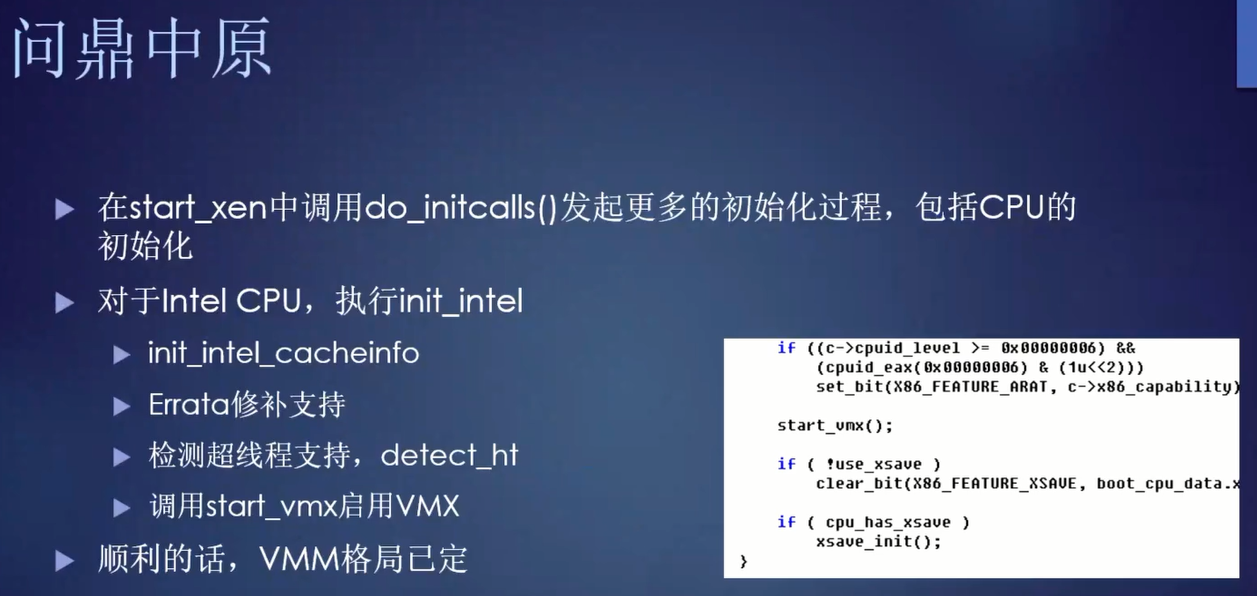 问鼎中原
在start_xen中调用do_initcalls()发起更多的初始化过程，包括CPU的
初始化
对于Intel CPU，执行init_intel
init_intel_cacheinfo
Errata修补支持
检测超线程支持，detect_ht
调用start_vmx启用VMX
顺利的话，VMM格局已定
if ((c->cpuid_level >= 0x00000006) &&
(cpuid_eax(0x00000006) & (1u<<2)))
set_bit(X86_FEATURE_ARAT, c->x86_capability)
start_vmx();
if ( !use_xsave )
clear_bit(X86_FEATURE_XSAVE, boot_cpu_data.x
if ( cpu_has_xsave )
xsave_init();
}